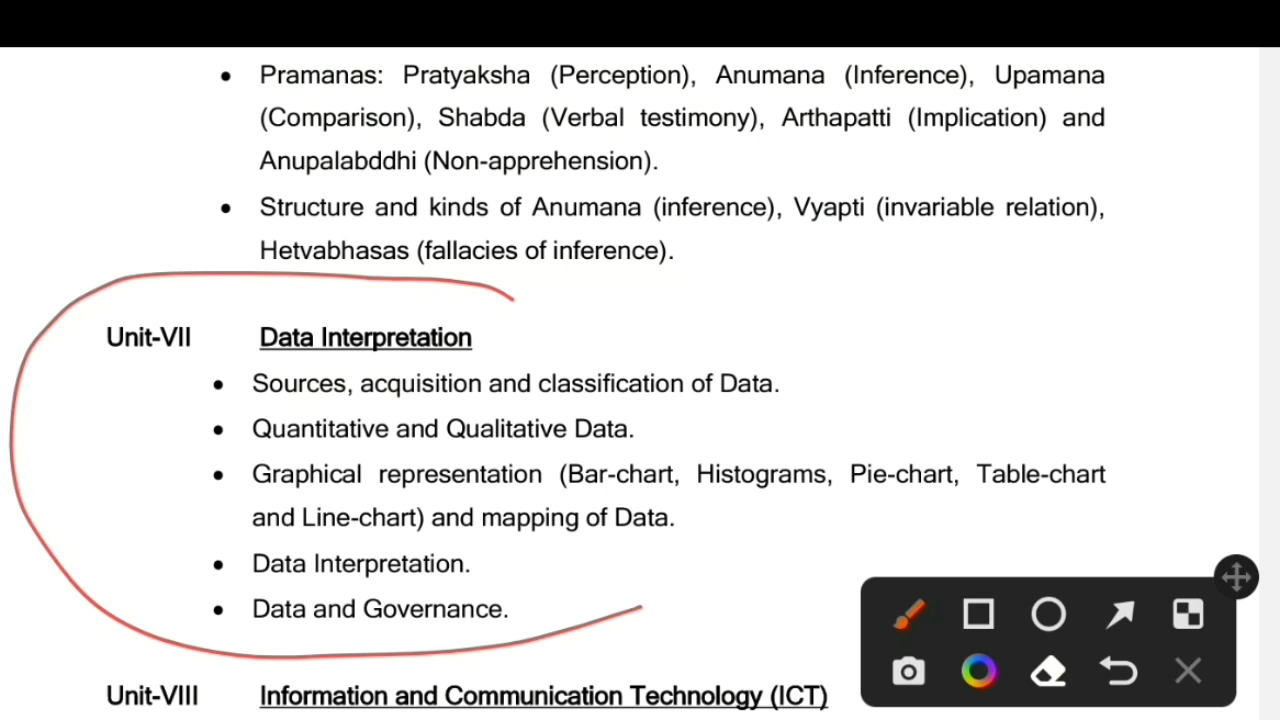 • Pramanas: Pratyaksha (Perception), Anumana (Inference), Upamana
(Comparison), Shabda (Verbal testimony), Arthapatti (Implication) and
Anupalabddhi (Non-apprehension).
• Structure and kinds of Anumana (inference), Vyapti (invariable relation),
Hetvabhasas (fallacies of inference).
Unit-VII Data Interpretation
• Sources, acquisition and classification of Data.
• Quantitative and Qualitative Data.
• Graphical representation (Bar-chart, Histograms, Pie-chart, Table-chart
and Line-chart) and mapping of Data.
• Data Interpretation.
• Data and Governance.
Unit-VIII Information and Communication Technology (ICT)